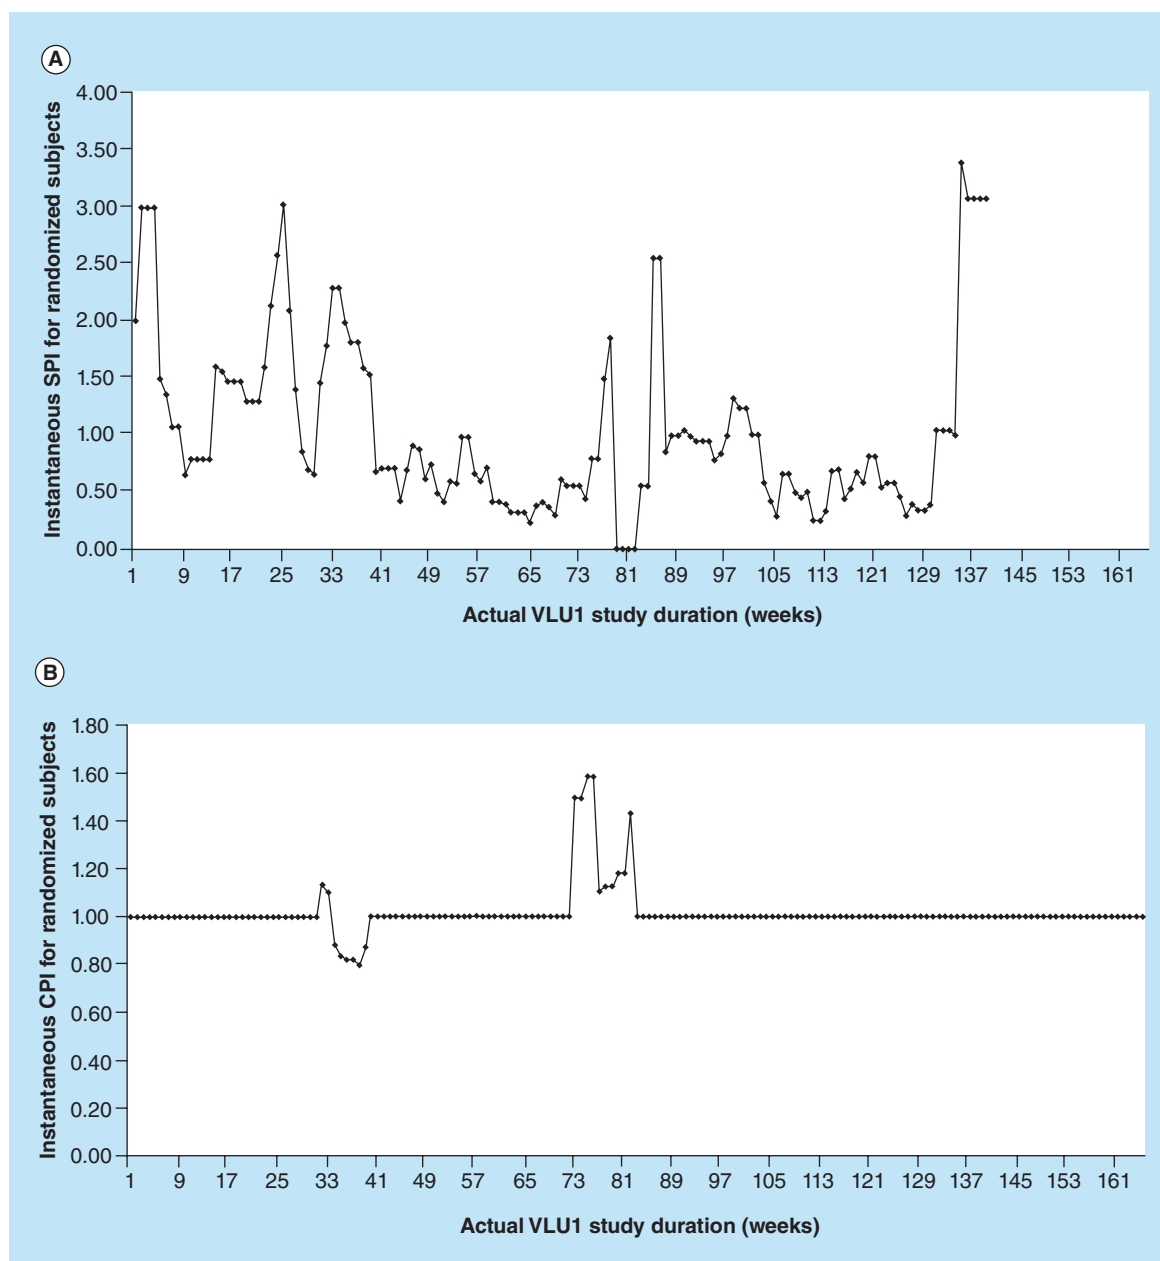 A
Instantaneous SPI for randomized subjects
4.00
3.50
3.00
2.50
2.00
1.50
1.00
0.50
0.00
1 9 17 25 33 41 49 57 65 73 81 89 97 105 113 121 129 137 145 153 161
Actual VLU1 study duration (weeks)
B
Instantaneous CPI for randomized subjects
1.80
1.60
1.40
1.20
1.00
0.80
0.60
0.40
0.20
0.00
1 9 17 25 33 41 49 57 65 73 81 89 97 105 113 121 129 137 145 153 161
Actual VLU1 study duration (weeks)